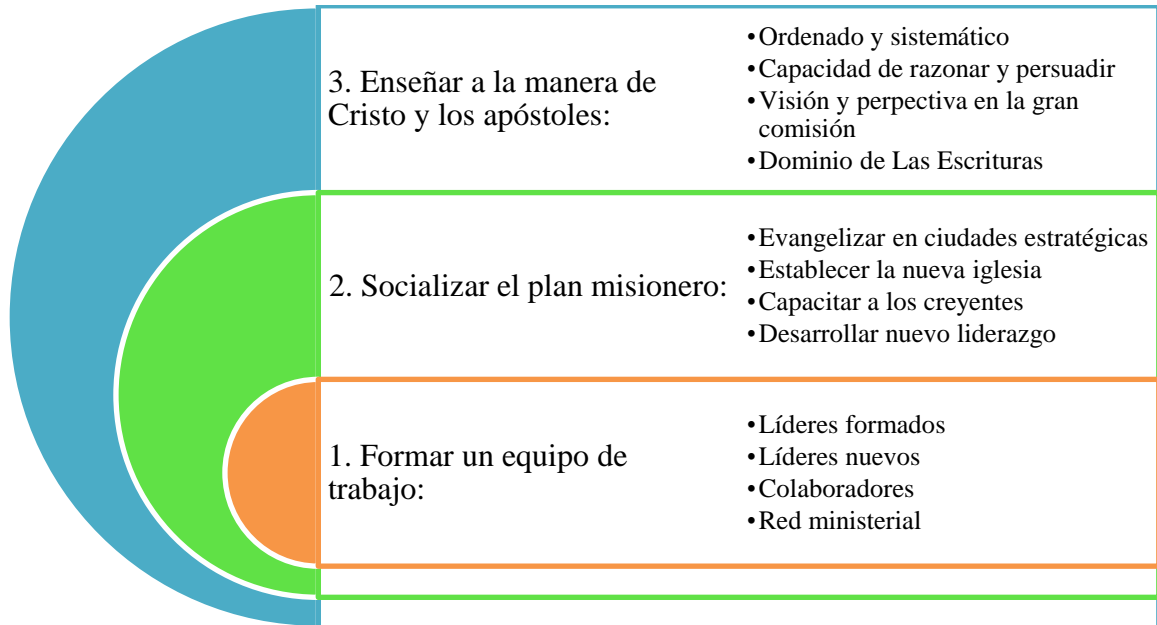 3. Enseñar a la manera de
Cristo y los apóstoles:
•Ordenado y sistemático
•Capacidad de razonar y persuadir
•Visión y perpectiva en la gran
comisión
•Dominio de Las Escrituras
2. Socializar el plan misionero:
•Evangelizar en ciudades estratégicas
•Establecer la nueva iglesia
•Capacitar a los creyentes
•Desarrollar nuevo liderazgo
1. Formar un equipo de
trabajo:
•Líderes formados
•Líderes nuevos
•Colaboradores
•Red ministerial